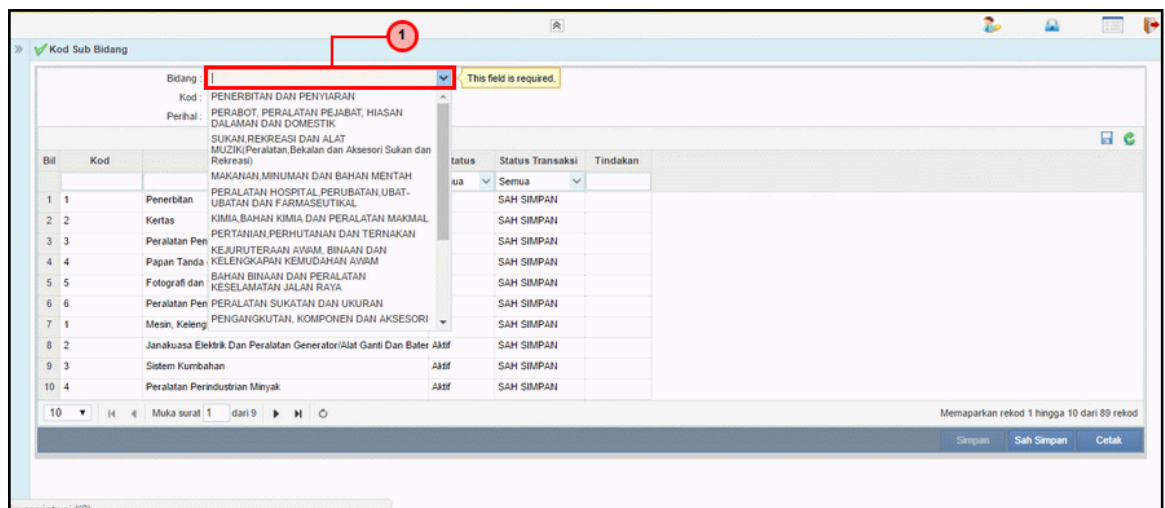 1
Kod Sub Bidang
Bidang :
This field is required.
Kod :
Perihal :
PENERBITAN DAN PENYIARAN
PERABOT, PERALATAN PEJABAT, HIASAN
DALAMAN DAN DOMESTIK
SUKAN,REKREASI DAN ALAT
MUZIK(Peralatan,Bekalan dan Aksesori Sukan dan
Rekreasi)
MAKANAN,MINUMAN DAN BAHAN MENTAH
PERALATAN HOSPITAL,PERUBATAN,UBAT-
UBATAN DAN FARMASEUTIKAL
KIMIA,BAHAN KIMIA DAN PERALATAN MAKMAL
PERTANIAN,PERHUTANAN DAN TERNAKAN
KEJURUTERAAN AWAM, BINAAN DAN
KELENGKAPAN KEMUDAHAN AWAM
BAHAN BINAAN DAN PERALATAN
KESELAMATAN JALAN RAYA
PERALATAN SUKATAN DAN UKURAN
PENGANGKUTAN, KOMPONEN DAN AKSESORI
Bil Kod tatus Status Transaksi Tindakan
ua Semua
1 1 Penerbitan SAH SIMPAN
2 2 Kertas SAH SIMPAN
3 3 Peralatan Pen SAH SIMPAN
4 4 Papan Tanda SAH SIMPAN
5 5 Fotografi dan SAH SIMPAN
6 6 Peralatan Pen SAH SIMPAN
7 1 Mesin, Keleng SAH SIMPAN
8 2 Janakuasa Elektrik Dan Peralatan Generator/Alat Ganti Dan Bater Aktif SAH SIMPAN
9 3 Sistem Kumbahan Aktif SAH SIMPAN
10 4 Peralatan Perindustrian Minyak Aktif SAH SIMPAN
10 Muka surat 1 dari 9 Memaparkan rekod 1 hingga 10 dari 89 rekod
Simpan Sah Simpan Cetak